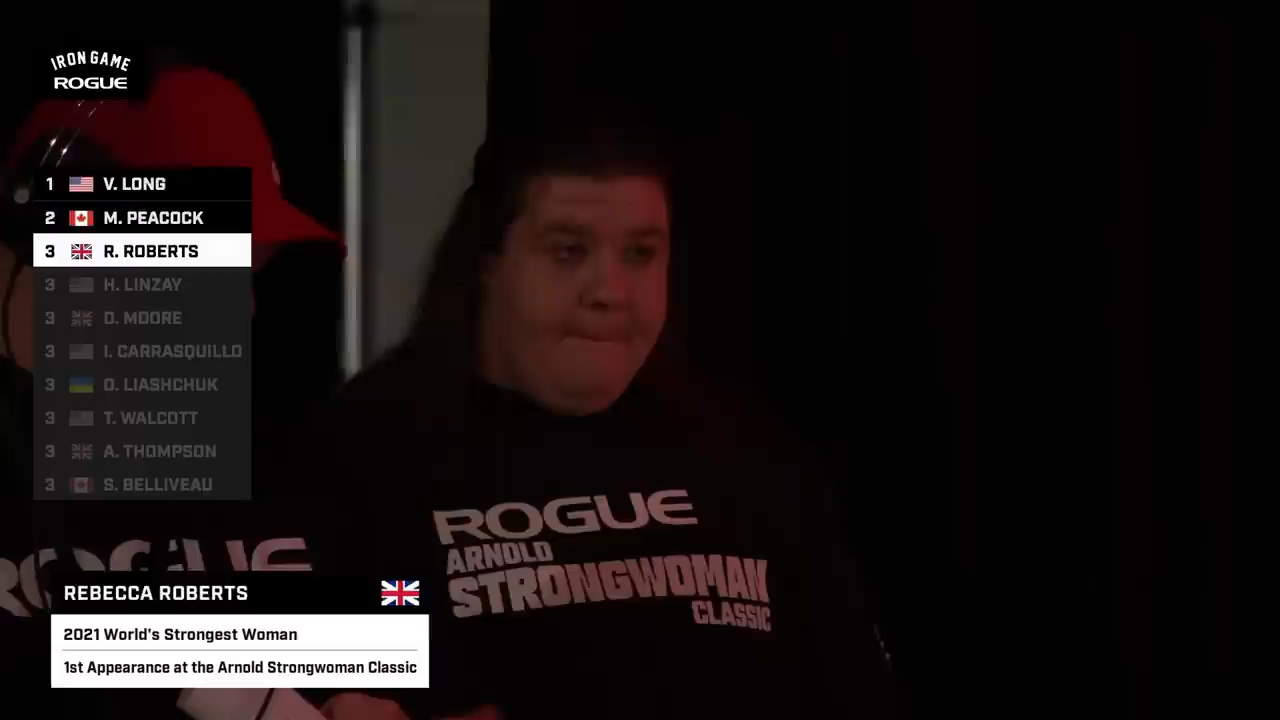 IRON GAME
ROGUE
1 V. LONG
2 M. PEACOCK
3 R. ROBERTS
3 H. LINZAY
3 D. MOORE
3 I. CARRASQUILLO
3 O. LIASHCHUK
3 T. WALCOTT
3 A. THOMPSON
3 S. BELLIVEAU
ROGUE
ARNOLD
STRONGWOMAN
CLASSIC
ROGUE
REBECCA ROBERTS
2021 World's Strongest Woman
1st Appearance at the Arnold Strongwoman Classic